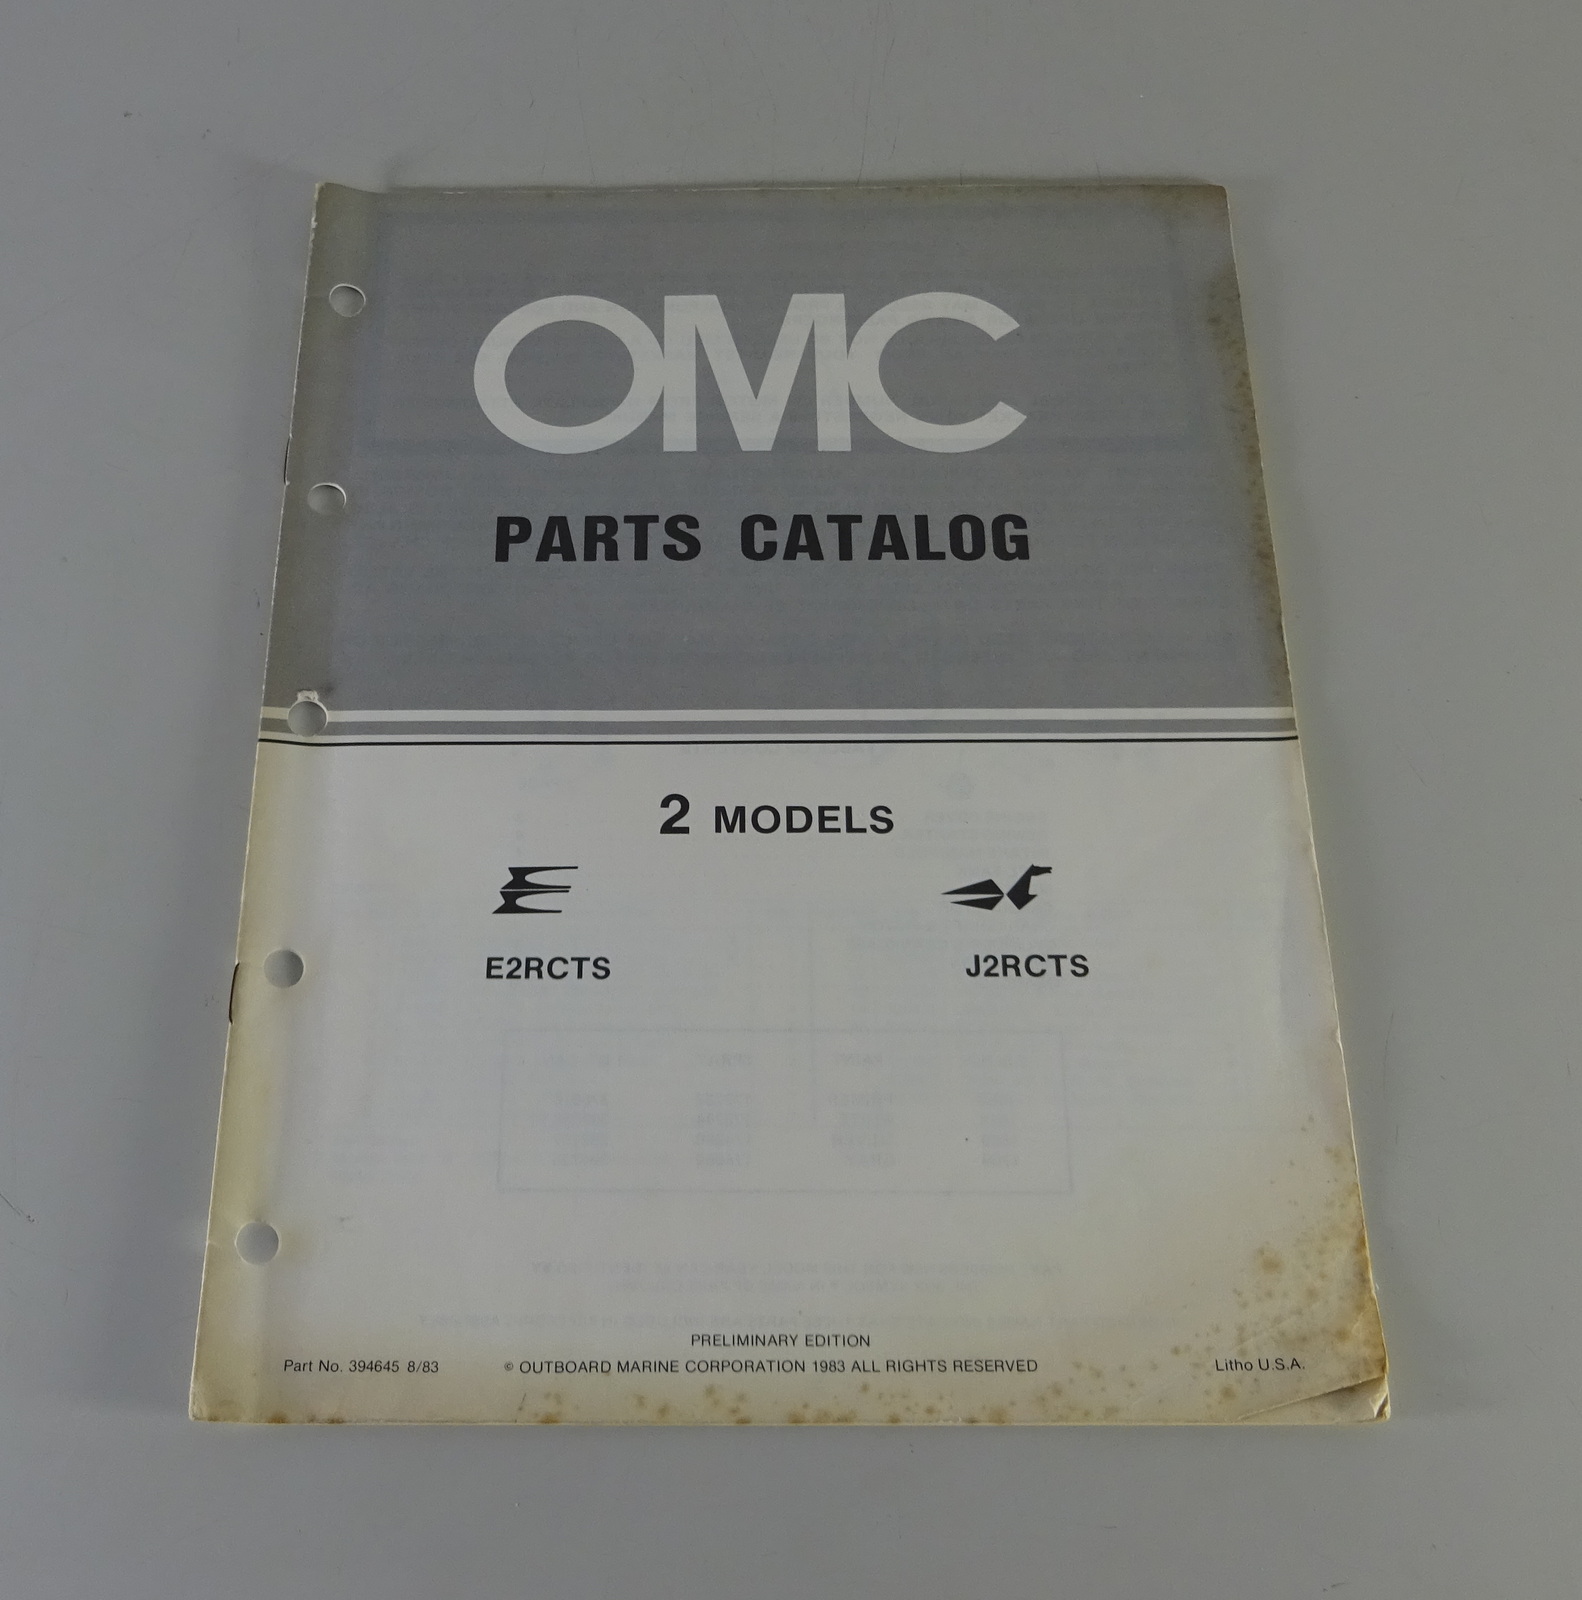 OMC
PARTS CATALOG
2 MODELS
E2RCTS
J2RCTS
PRELIMINARY EDITION
Part No. 394645 8/83
© OUTBOARD MARINE CORPORATION 1983 ALL RIGHTS RESERVED
Litho U.S.A.